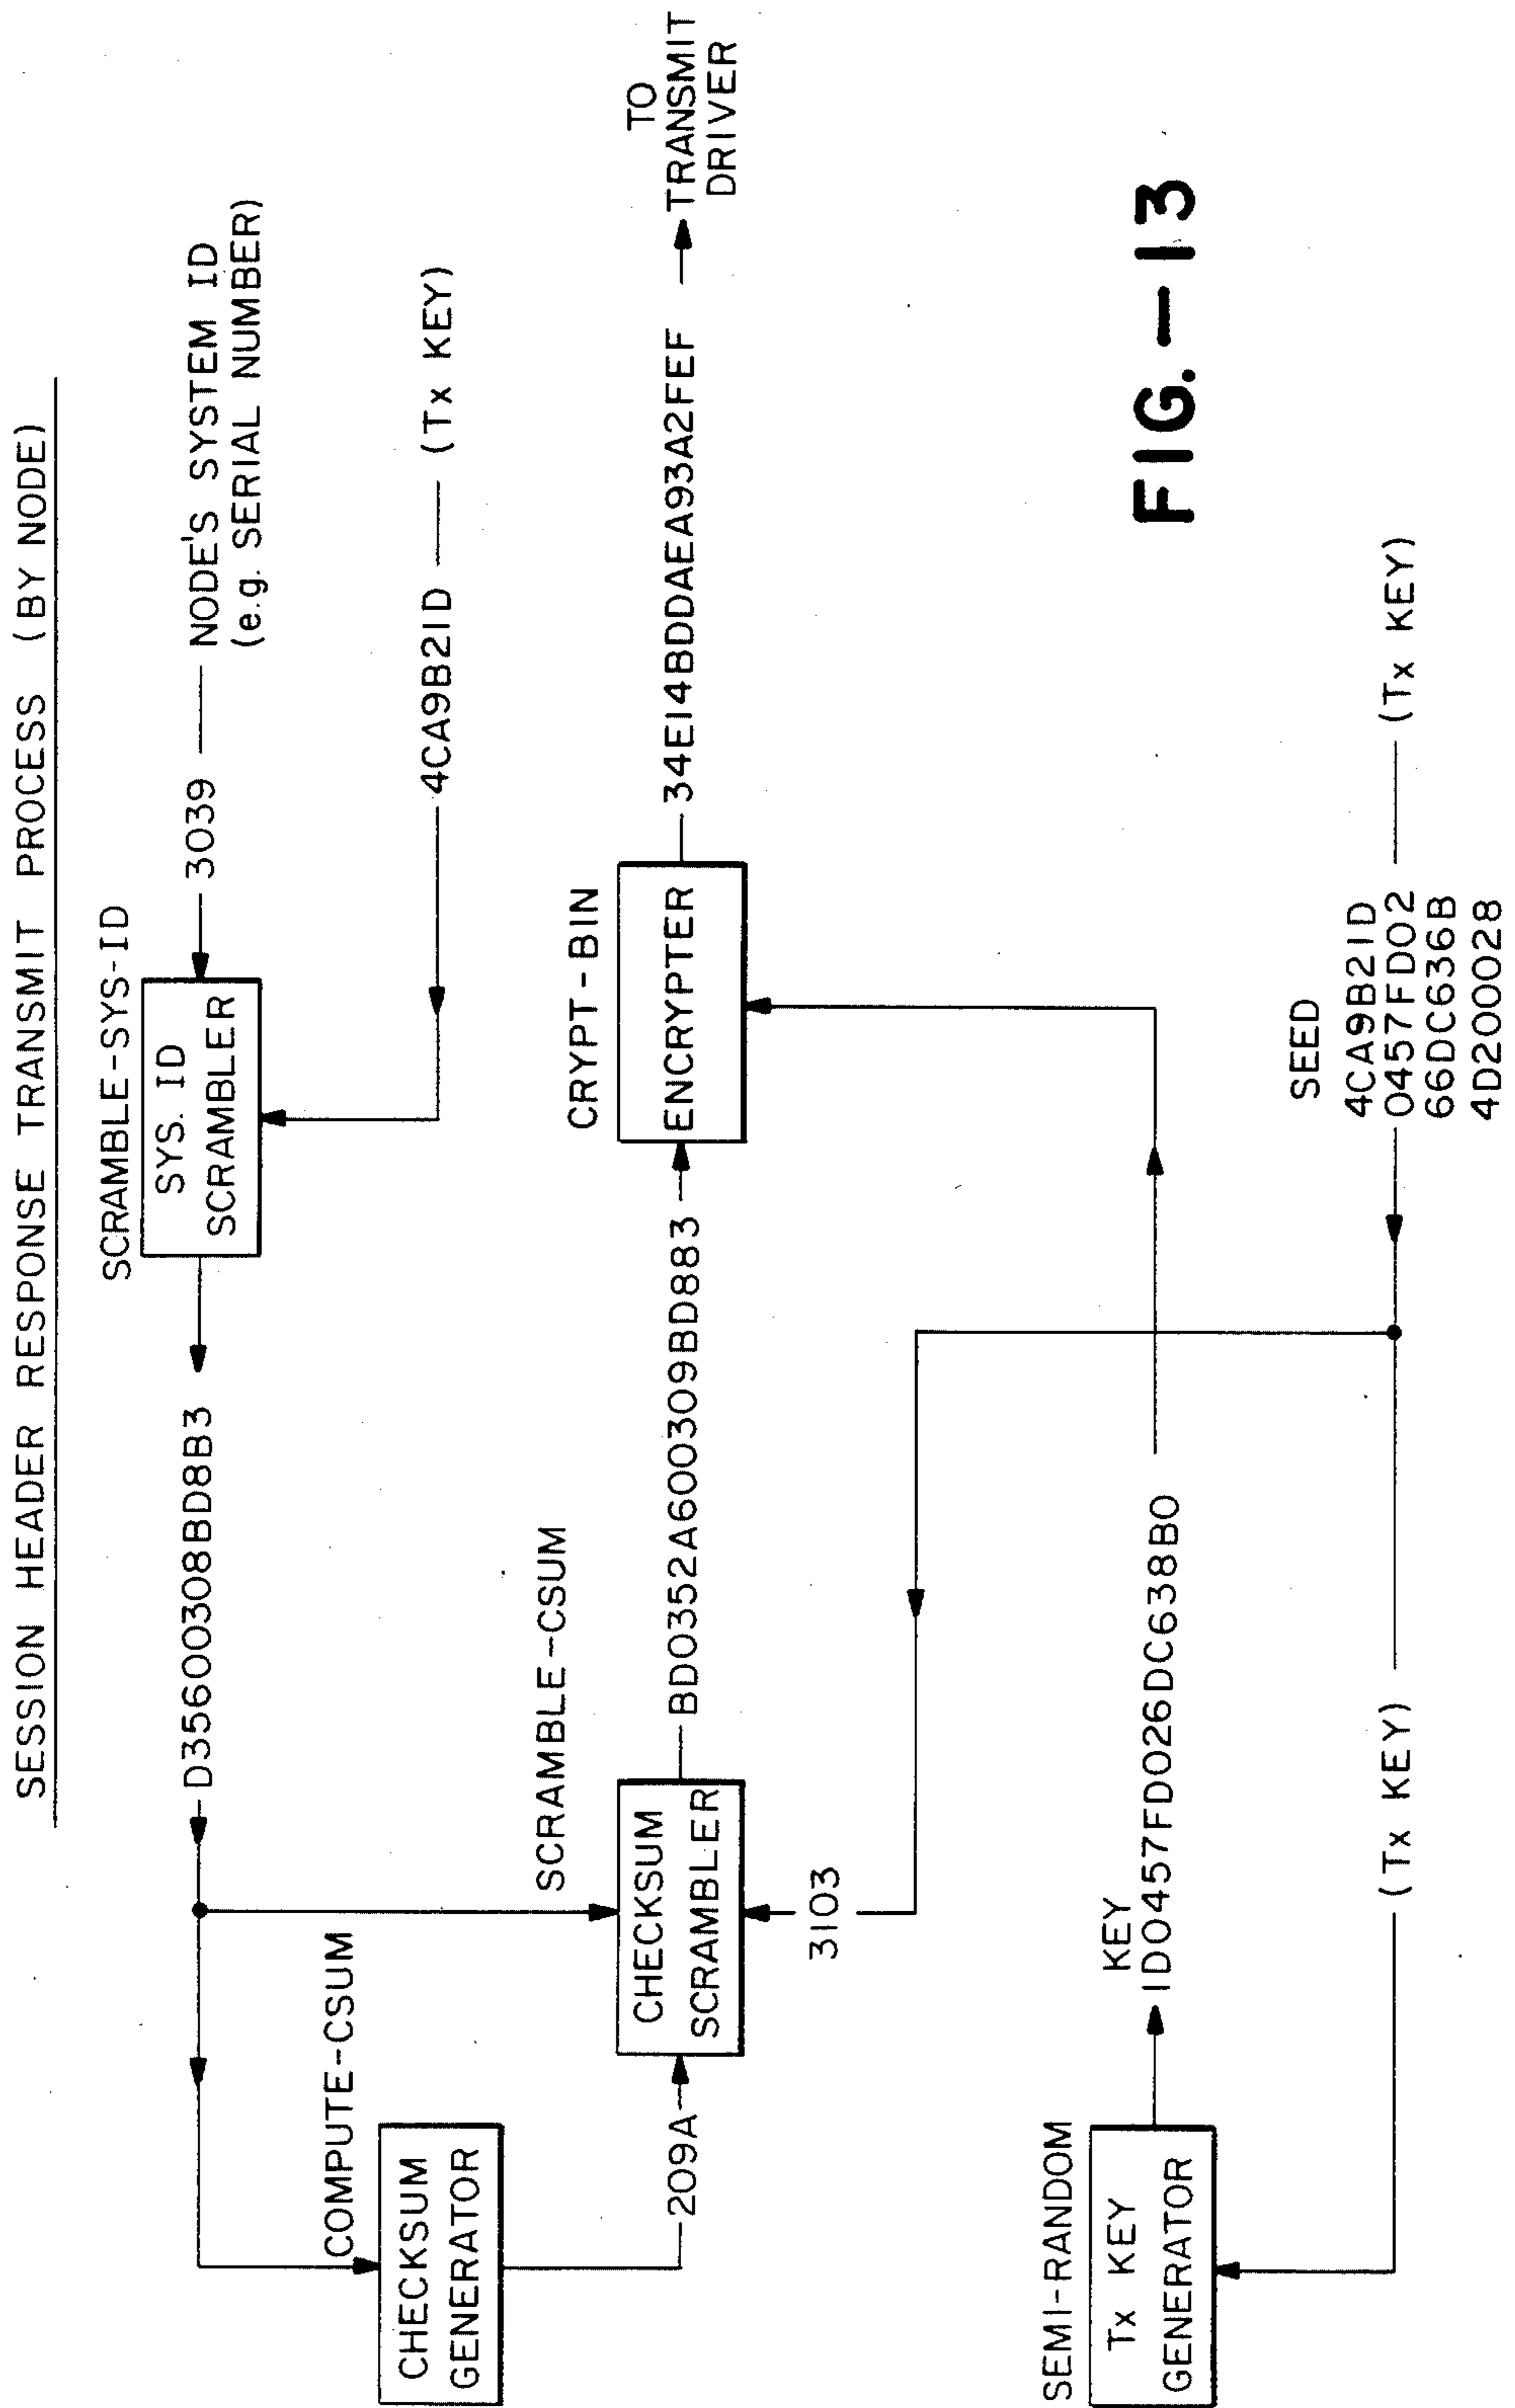 SESSION HEADER RESPONSE TRANSMIT PROCESS (BY NODE)
SCRAMBLE-SYS-ID
SYS. ID
SCRAMBLER
3039
NODE'S SYSTEM ID
(e.g. SERIAL NUMBER)
D35600308BD8B3
4CA9B21D
(Tx KEY)
COMPUTE-CSUM
CHECKSUM
GENERATOR
209A
SCRAMBLE-CSUM
CHECKSUM
SCRAMBLER
3103
BD0352A600309BD883
CRYPT-BIN
ENCRYPTER
34E14BDDAEA93A2FEF
TO
TRANSMIT
DRIVER
SEMI-RANDOM
Tx KEY
GENERATOR
KEY
1D0457FD026DC638B0
(Tx KEY)
SEED
4CA9B21D
0457FD02
66DC636B
4D200028
(Tx KEY)
FIG.-13